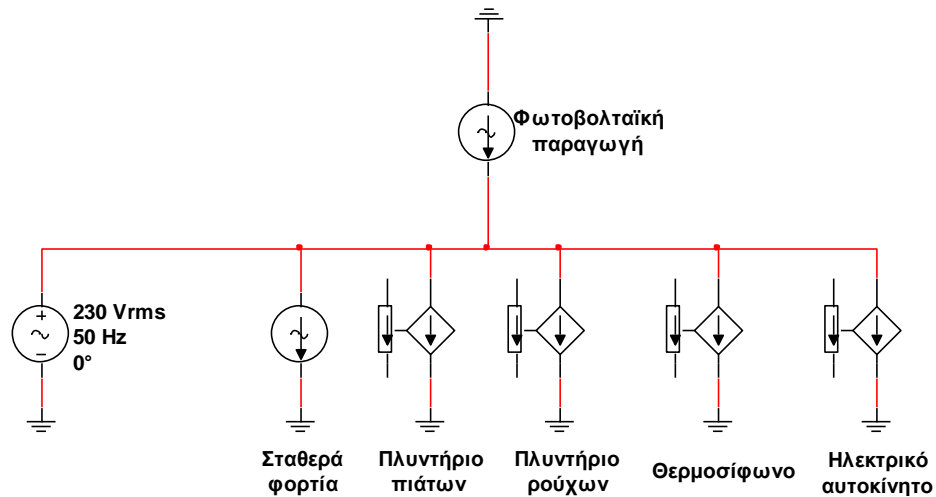 Φωτοβολταϊκή
παραγωγή
230 Vrms
50 Hz
0°
Σταθερά
φορτία
Πλυντήριο
πιάτων
Πλυντήριο
ρούχων
Θερμοσίφωνο
Ηλεκτρικό
αυτοκίνητο